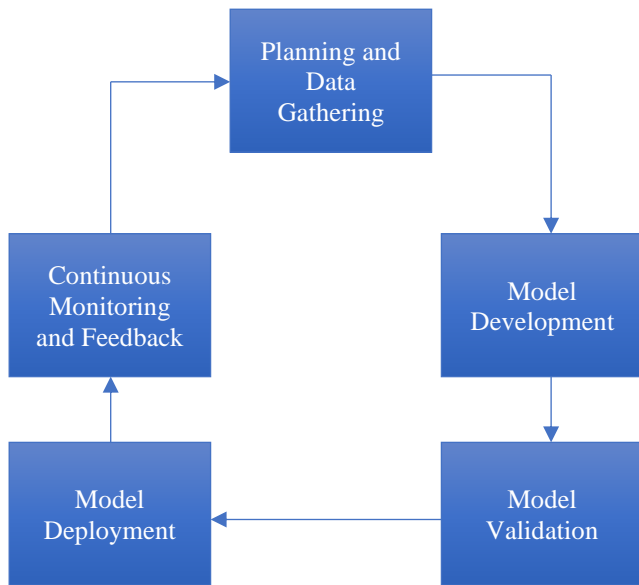 Planning and
Data
Gathering
Model
Development
Model
Validation
Model
Deployment
Continuous
Monitoring
and Feedback